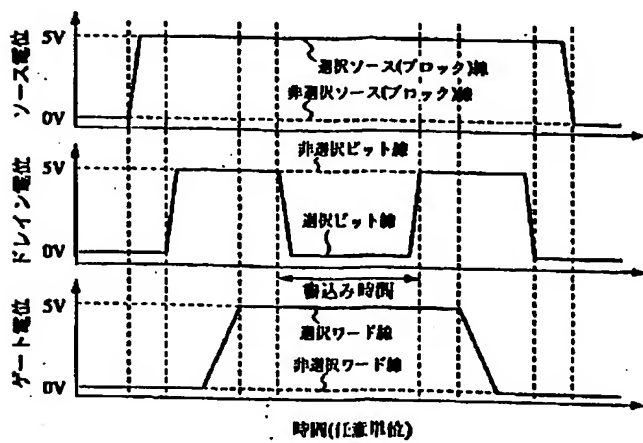 ソース電位
5V
0V
選択ソース(ブロック)線
非選択ソース(ブロック)線
ドレイン電位
5V
0V
非選択ビット線
選択ビット線
書込み時間
ゲート電位
5V
0V
選択ワード線
非選択ワード線
時間(任意単位)